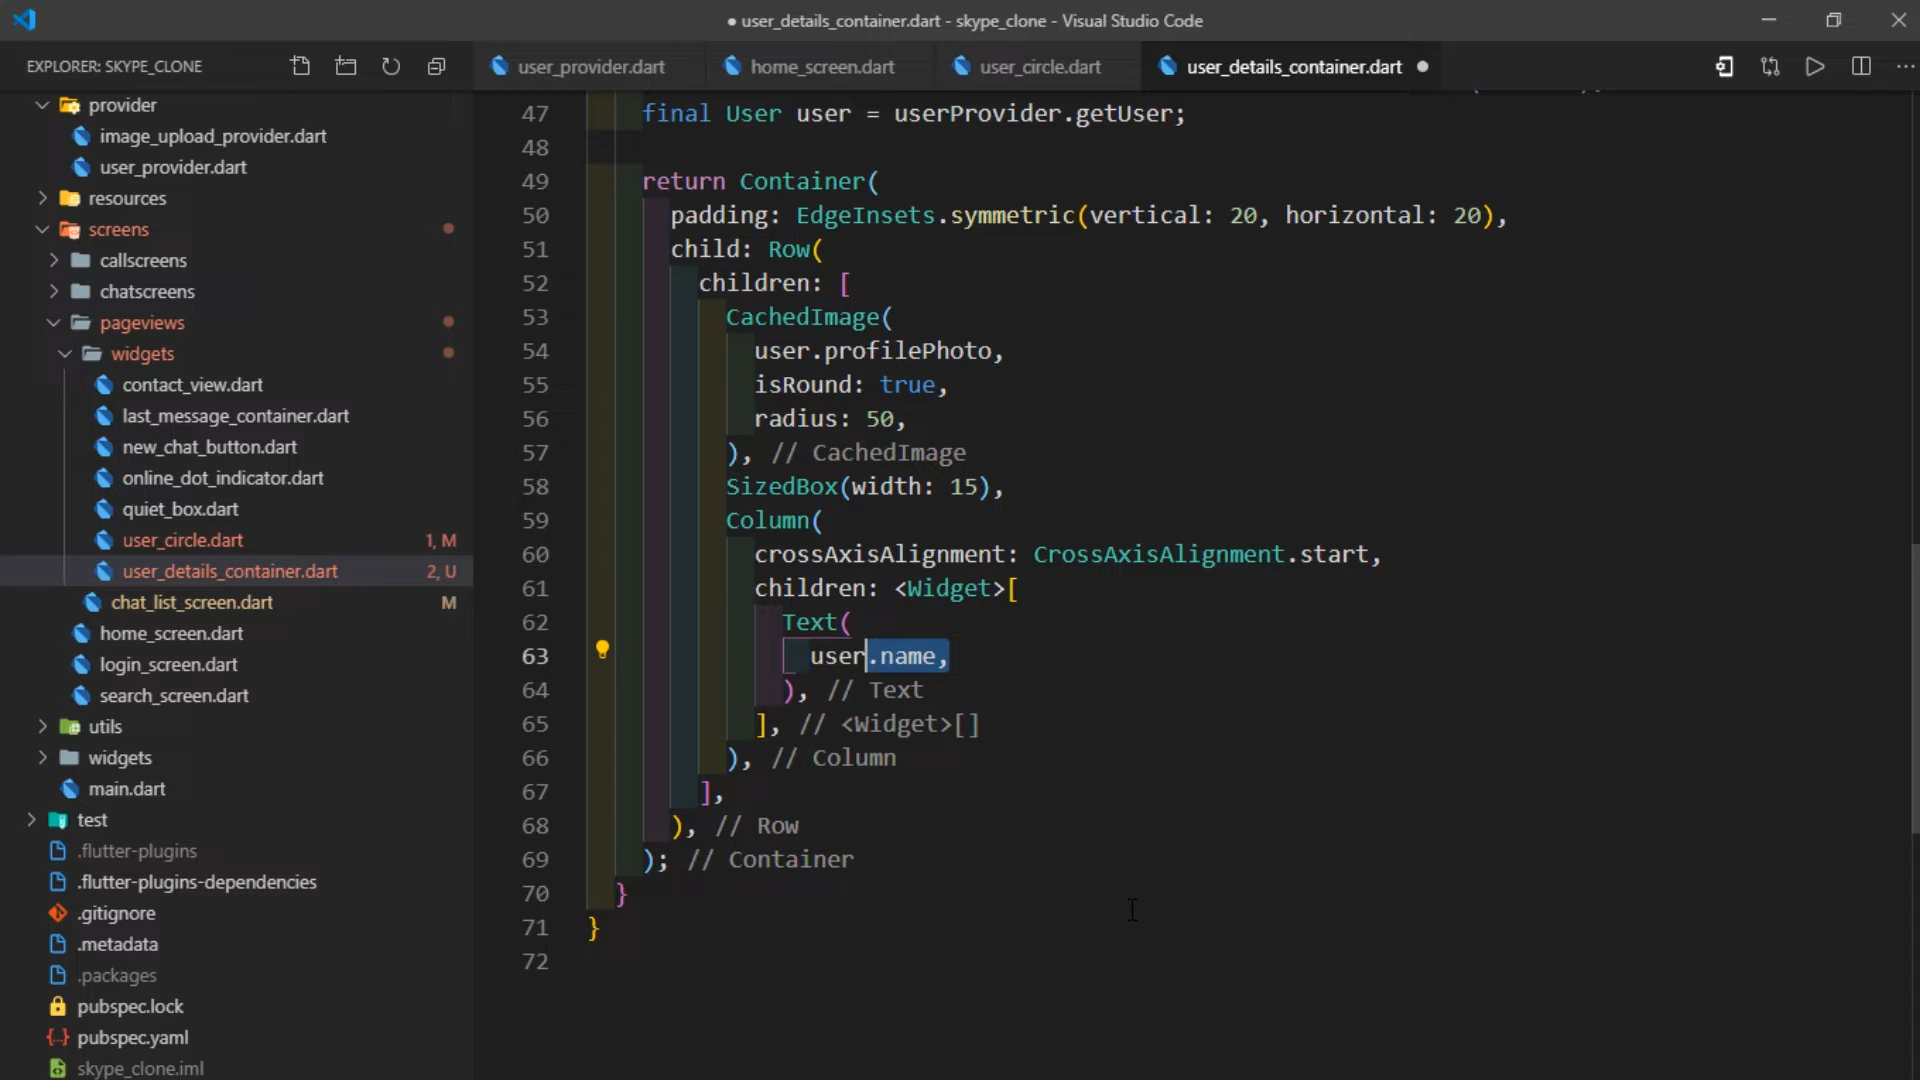 ● user_details_container.dart - skype_clone - Visual Studio Code
EXPLORER: SKYPE_CLONE
user_provider.dart
home_screen.dart
user_circle.dart
user_details_container.dart ●
provider
image_upload_provider.dart
user_provider.dart
resources
screens
callscreens
chatscreens
pageviews
widgets
contact_view.dart
last_message_container.dart
new_chat_button.dart
online_dot_indicator.dart
quiet_box.dart
user_circle.dart 1, M
user_details_container.dart 2, U
chat_list_screen.dart M
home_screen.dart
login_screen.dart
search_screen.dart
utils
widgets
main.dart
test
.flutter-plugins
.flutter-plugins-dependencies
.gitignore
.metadata
.packages
pubspec.lock
pubspec.yaml
skype_clone.iml
47 final User user = userProvider.getUser;
48
49 return Container(
50 padding: EdgeInsets.symmetric(vertical: 20, horizontal: 20),
51 child: Row(
52 children: [
53 CachedImage(
54 user.profilePhoto,
55 isRound: true,
56 radius: 50,
57 ), // CachedImage
58 SizedBox(width: 15),
59 Column(
60 crossAxisAlignment: CrossAxisAlignment.start,
61 children: <Widget>[
62 Text(
63 user.name,
64 ), // Text
65 ], // <Widget>[]
66 ), // Column
67 ],
68 ), // Row
69 ); // Container
70 }
71 }
72